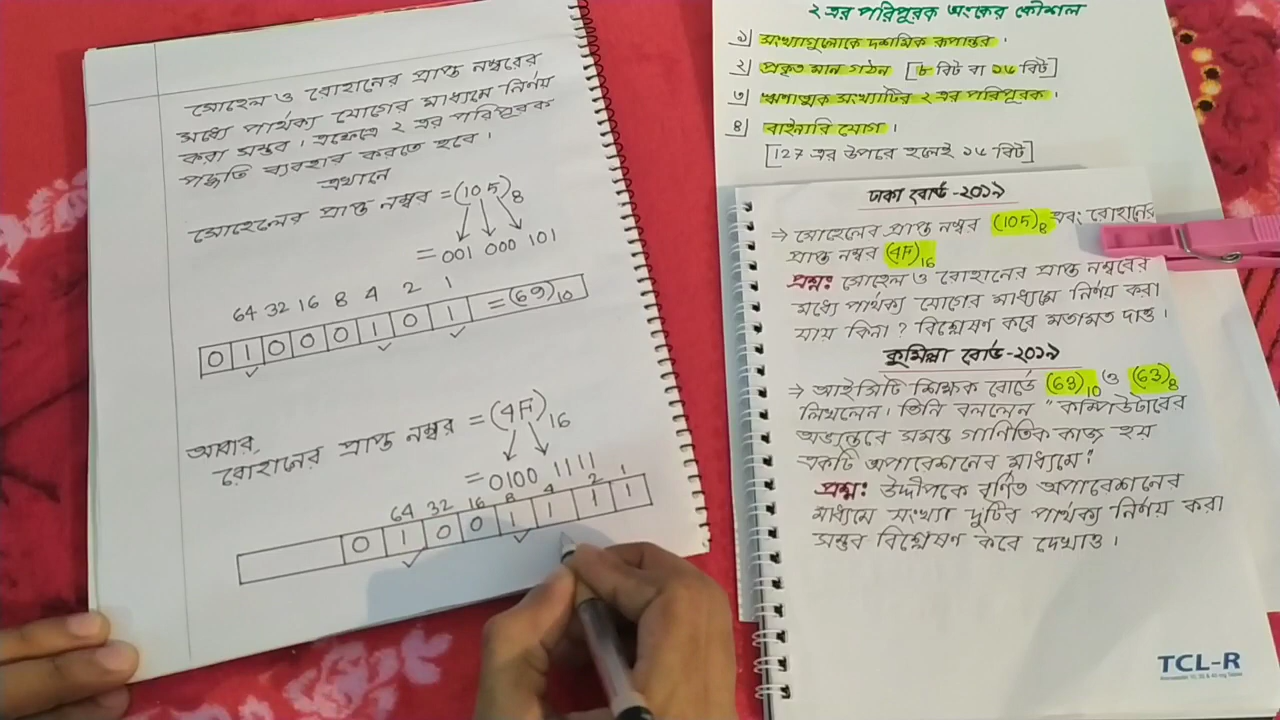 সোহেল ও রোহানের প্রাপ্ত নম্বরের
মধ্যে পার্থক্য যোগের মাধ্যমে নির্ণয়
করা সম্ভব। এক্ষেত্রে ২ এর পরিপূরক
পদ্ধতি ব্যবহার করতে হবে।
এখানে
সোহেলের প্রাপ্ত নম্বর = (105)8
= 001 000 101
64 32 16 8 4 2 1
0 1 0 0 0 1 0 1 = (69)10
আবার,
রোহানের প্রাপ্ত নম্বর = (4F)16
= 0100 1111
64 32 16 8 4 2 1
0 1 0 0 1 1 1 1
২ এর পরিপূরক অংকের কৌশল
১) সংখ্যাগুলোকে দশমিক রূপান্তর।
২) প্রকৃত মান গঠন [৮ বিট বা ১৬ বিট]
৩) ঋণাত্মক সংখ্যাটির ২ এর পরিপূরক।
৪) বাইনারি যোগ।
[127 এর উপরে হলেই ১৬ বিট]
ঢাকা বোর্ড -২০১৯
⇒ সোহেলের প্রাপ্ত নম্বর (105)8 এবং রোহানের
প্রাপ্ত নম্বর (4F)16
প্রশ্ন: সোহেল ও রোহানের প্রাপ্ত নম্বরের
মধ্যে পার্থক্য যোগের মাধ্যমে নির্ণয় করা
যায় কিনা? বিশ্লেষণ করে মতামত দাও।
কুমিল্লা বোর্ড-২০১৯
⇒ আইসিটি শিক্ষক বোর্ডে (63)10 ও (63)8
লিখলেন। তিনি বললেন "কম্পিউটারের
অভ্যন্তরে সমস্ত গাণিতিক কাজ হয়
একটি অপারেশনের মাধ্যমে"
প্রশ্ন: উদ্দীপকে বর্ণিত অপারেশনের
মাধ্যমে সংখ্যা দুটির পার্থক্য নির্ণয় করা
সম্ভব বিশ্লেষণ করে দেখাও।
TCL-R